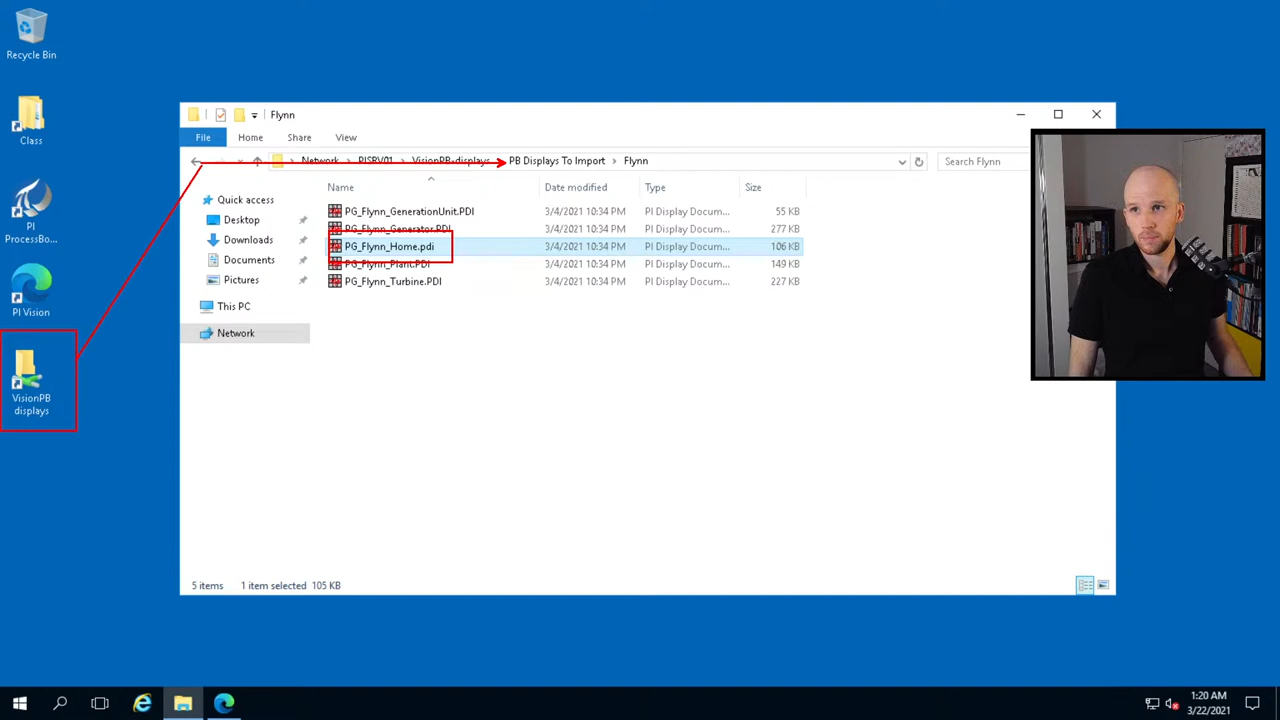 Recycle Bin
Class
PI
ProcessBo...
PI Vision
VisionPB
displays
Flynn
File Home Share View
Network PISRV01 VisionPB-displays PB Displays To Import Flynn
Search Flynn
Quick access
Desktop
Downloads
Documents
Pictures
This PC
Network
Name Date modified Type Size
PG_Flynn_GenerationUnit.PDI 3/4/2021 10:34 PM PI Display Docum... 55 KB
PG_Flynn_Generator.PDI 3/4/2021 10:34 PM PI Display Docum... 277 KB
PG_Flynn_Home.pdi 3/4/2021 10:34 PM PI Display Docum... 106 KB
PG_Flynn_Plant.PDI 3/4/2021 10:34 PM PI Display Docum... 149 KB
PG_Flynn_Turbine.PDI 3/4/2021 10:34 PM PI Display Docum... 227 KB
5 items 1 item selected 105 KB
1:20 AM
3/22/2021